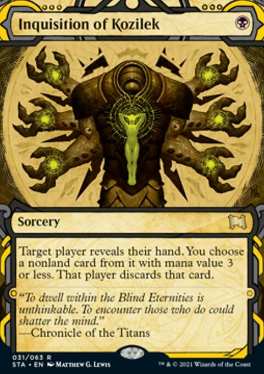 Inquisition of Kozilek
Sorcery
Target player reveals their hand. You choose
a nonland card from it with mana value 3
or less. That player discards that card.
“To dwell within the Blind Eternities is
unthinkable. To encounter those who do could
shatter the mind.”
—Chronicle of the Titans
031/063 R
STA • EN MATTHEW G. LEWIS
™ & © 2021 Wizards of the Coast